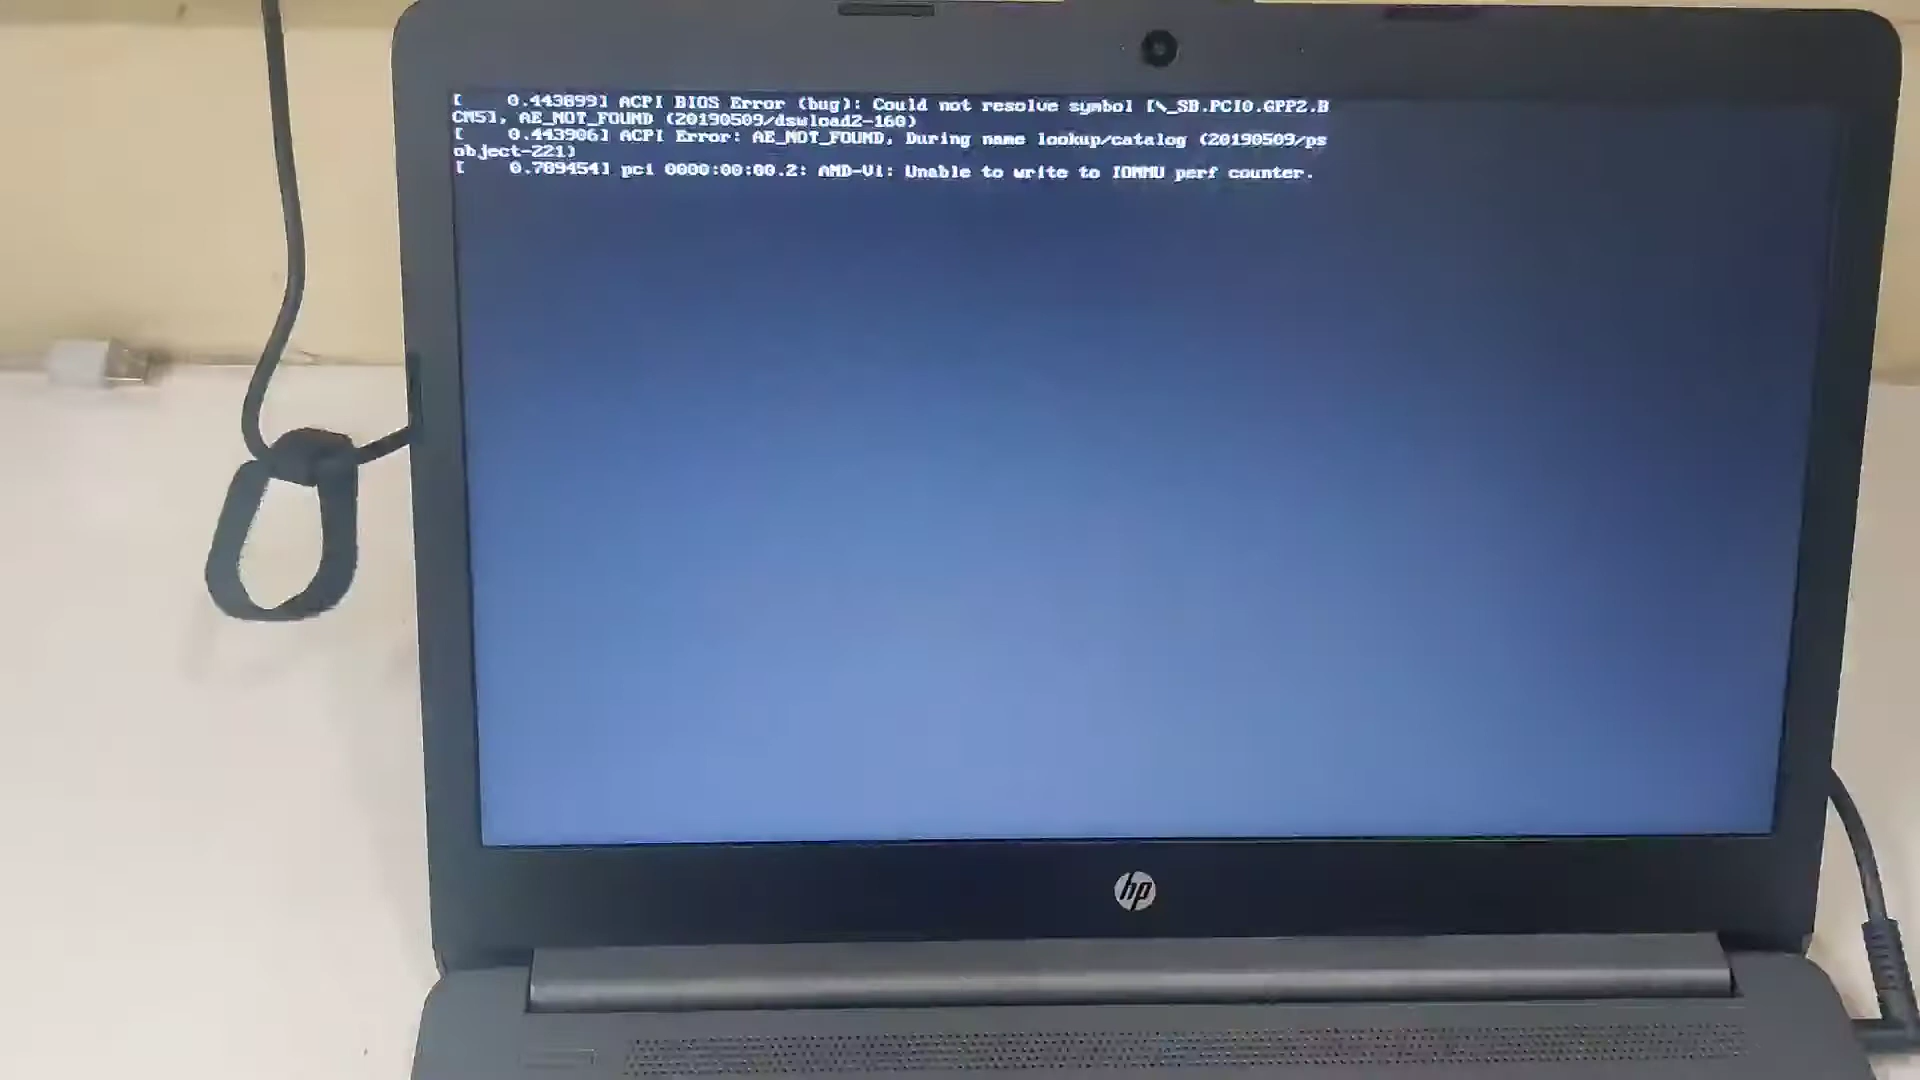 [    0.443899] ACPI BIOS Error (bug): Could not resolve symbol [\_SB.PCI0.GPP2.B
CM5], AE_NOT_FOUND (20190509/dswload2-160)
[    0.443906] ACPI Error: AE_NOT_FOUND, During name lookup/catalog (20190509/ps
object-221)
[    0.789454] pci 0000:00:00.2: AMD-Vi: Unable to write to IOMMU perf counter.
hp